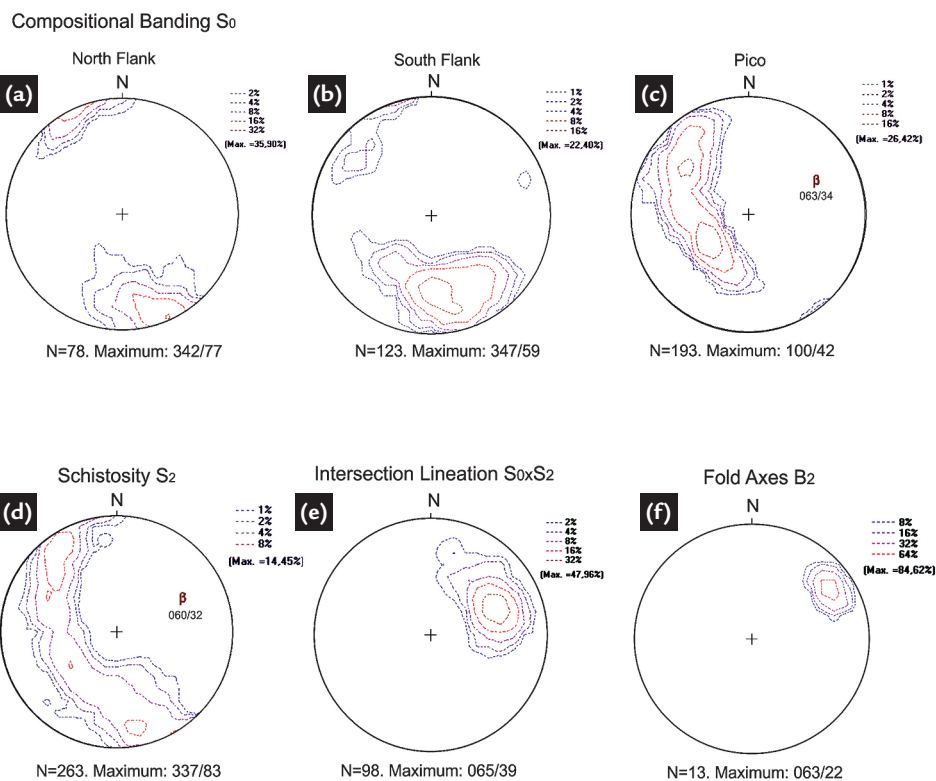 Compositional Banding S0
North Flank
South Flank
Pico
(a)
N
2%
4%
8%
16%
32%
(Max. =35,90%)
(b)
N
1%
2%
4%
8%
16%
(Max. =22,40%)
(c)
N
1%
2%
4%
8%
16%
(Max. =26,42%)
β
063/34
N=78. Maximum: 342/77
N=123. Maximum: 347/59
N=193. Maximum: 100/42
Schistosity S2
Intersection Lineation S0xS2
Fold Axes B2
(d)
N
1%
2%
4%
8%
(Max. =14,45%)
β
060/32
(e)
N
2%
4%
8%
16%
32%
(Max. =47,96%)
(f)
N
8%
16%
32%
64%
(Max. =84,62%)
N=263. Maximum: 337/83
N=98. Maximum: 065/39
N=13. Maximum: 063/22